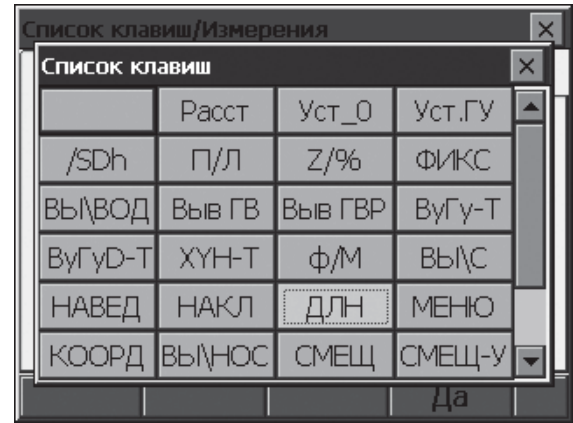 Список клавиш/Измерения
Список клавиш
Расст Уст_0 Уст.ГУ
/SDh П/Л Z/% ФИКС
ВЫ\ВОД Выв ГВ Выв ГВР ВуГу-Т
ВуГуD-Т XYH-Т ф/М ВЫ\С
НАВЕД НАКЛ ДЛН МЕНЮ
КООРД ВЫ\НОС СМЕЩ СМЕЩ-У
Да